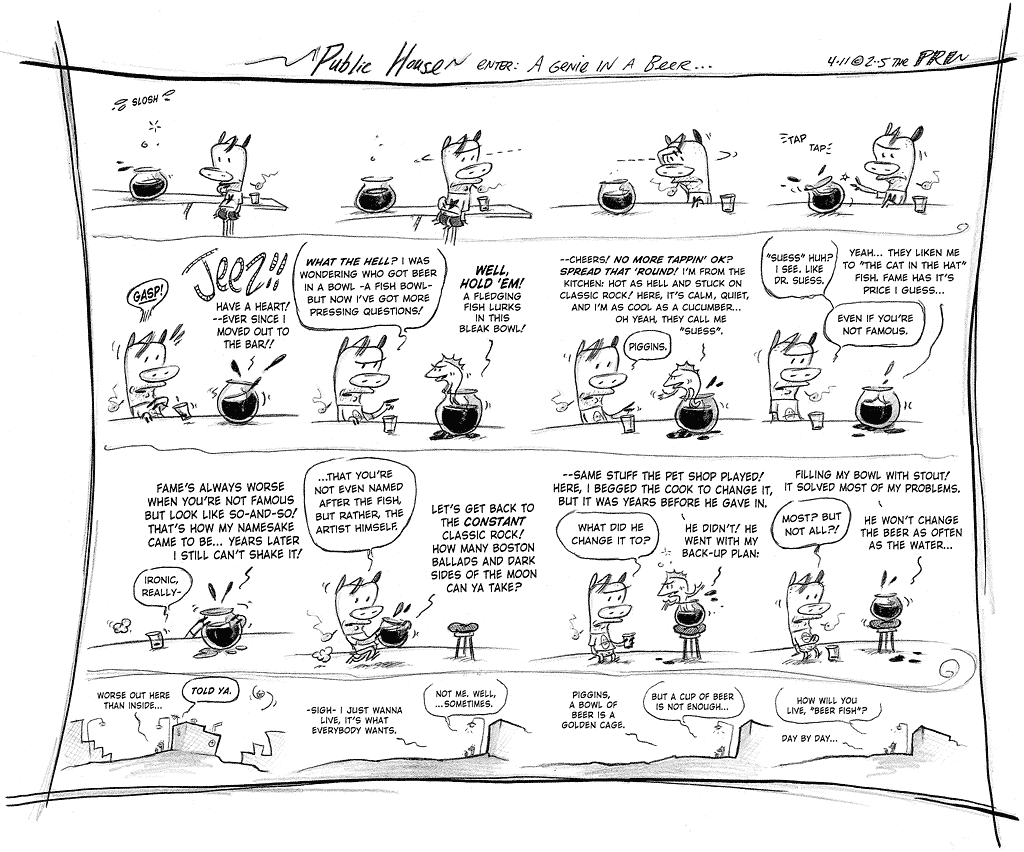 Public House enter: A Genie in a Beer...
4-11@2-5 THE
SLOSH
TAP
TAP
GASP!
JEEZ!!
HAVE A HEART!
--EVER SINCE I
MOVED OUT TO
THE BAR!!
WHAT THE HELL? I WAS
WONDERING WHO GOT BEER
IN A BOWL -A FISH BOWL-
BUT NOW I'VE GOT MORE
PRESSING QUESTIONS!
WELL,
HOLD 'EM!
A FLEDGING
FISH LURKS
IN THIS
BLEAK BOWL!
--CHEERS! NO MORE TAPPIN' OK?
SPREAD THAT 'ROUND! I'M FROM THE
KITCHEN: HOT AS HELL AND STUCK ON
CLASSIC ROCK! HERE, IT'S CALM, QUIET,
AND I'M AS COOL AS A CUCUMBER...
OH YEAH, THEY CALL ME
"SUESS".
PIGGINS.
"SUESS" HUH?
I SEE. LIKE
DR. SUESS.
YEAH... THEY LIKEN ME
TO "THE CAT IN THE HAT"
FISH. FAME HAS IT'S
PRICE I GUESS...
EVEN IF YOU'RE
NOT FAMOUS.
FAME'S ALWAYS WORSE
WHEN YOU'RE NOT FAMOUS
BUT LOOK LIKE SO-AND-SO!
THAT'S HOW MY NAMESAKE
CAME TO BE... YEARS LATER
I STILL CAN'T SHAKE IT!
IRONIC,
REALLY-
...THAT YOU'RE
NOT EVEN NAMED
AFTER THE FISH,
BUT RATHER, THE
ARTIST HIMSELF.
LET'S GET BACK TO
THE CONSTANT
CLASSIC ROCK!
HOW MANY BOSTON
BALLADS AND DARK
SIDES OF THE MOON
CAN YA TAKE?
--SAME STUFF THE PET SHOP PLAYED!
HERE, I BEGGED THE COOK TO CHANGE IT,
BUT IT WAS YEARS BEFORE HE GAVE IN.
WHAT DID HE
CHANGE IT TO?
HE DIDN'T! HE
WENT WITH MY
BACK-UP PLAN:
FILLING MY BOWL WITH STOUT!
IT SOLVED MOST OF MY PROBLEMS.
MOST? BUT
NOT ALL?!
HE WON'T CHANGE
THE BEER AS OFTEN
AS THE WATER...
WORSE OUT HERE
THAN INSIDE...
TOLD YA.
-SIGH- I JUST WANNA
LIVE, IT'S WHAT
EVERYBODY WANTS.
NOT ME. WELL,
...SOMETIMES.
PIGGINS,
A BOWL OF
BEER IS A
GOLDEN CAGE.
BUT A CUP OF BEER
IS NOT ENOUGH...
HOW WILL YOU
LIVE, "BEER FISH"?
DAY BY DAY...